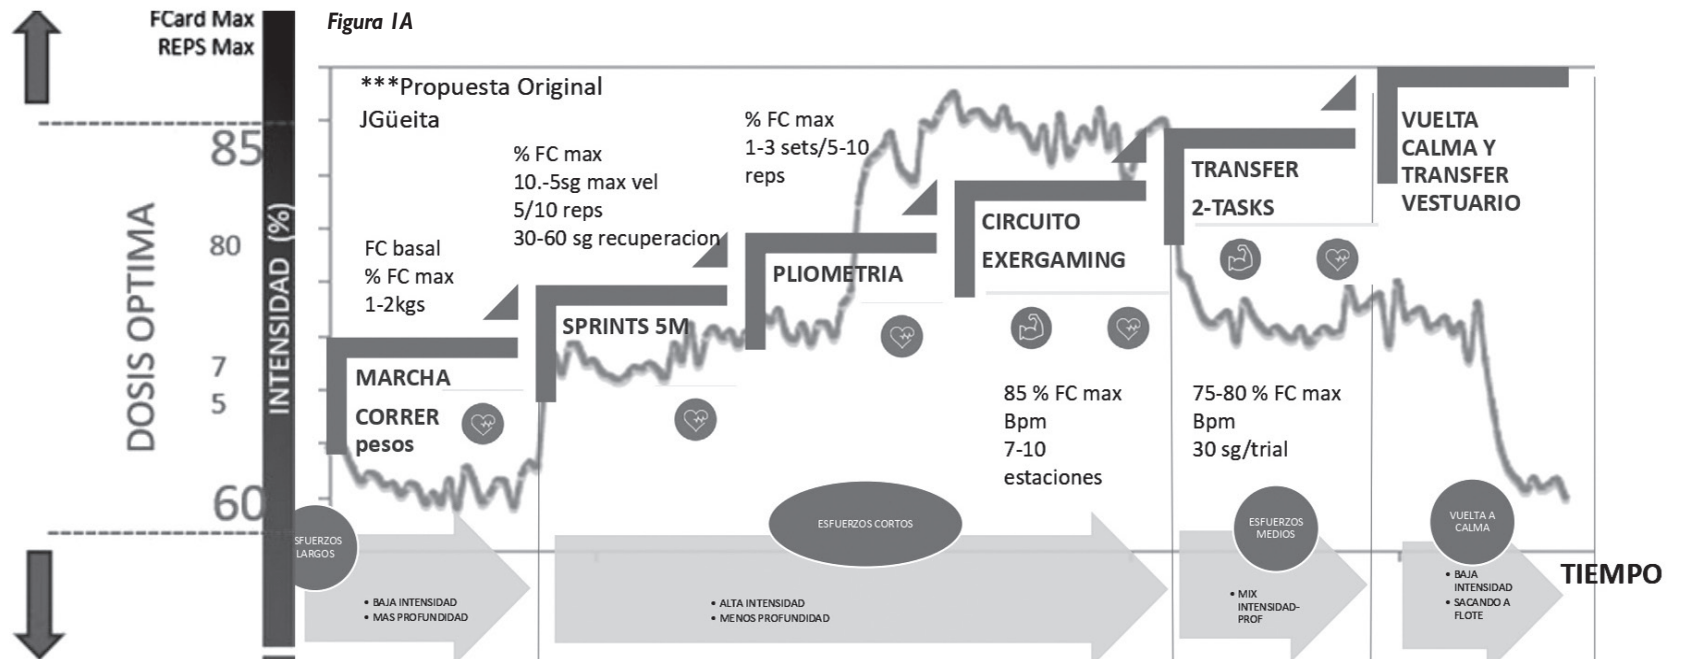 FCard Max
REPS Max
Figura 1A
***Propuesta Original
JGüeita
85
80
7
5
60
DOSIS OPTIMA
INTENSIDAD (%)
FC basal
% FC max
1-2kgs
MARCHA
CORRER
pesos
% FC max
10.-5sg max vel
5/10 reps
30-60 sg recuperacion
SPRINTS 5M
% FC max
1-3 sets/5-10
reps
PLIOMETRIA
CIRCUITO
EXERGAMING
85 % FC max
Bpm
7-10
estaciones
TRANSFER
2-TASKS
75-80 % FC max
Bpm
30 sg/trial
VUELTA
CALMA Y
TRANSFER
VESTUARIO
SFUERZOS
LARGOS
• BAJA INTENSIDAD
• MAS PROFUNDIDAD
ESFUERZOS CORTOS
• ALTA INTENSIDAD
• MENOS PROFUNDIDAD
ESFUERZOS
MEDIOS
• MIX
INTENSIDAD-
PROF
VUELTA A
CALMA
• BAJA
INTENSIDAD
• SACANDO A
FLOTE
TIEMPO